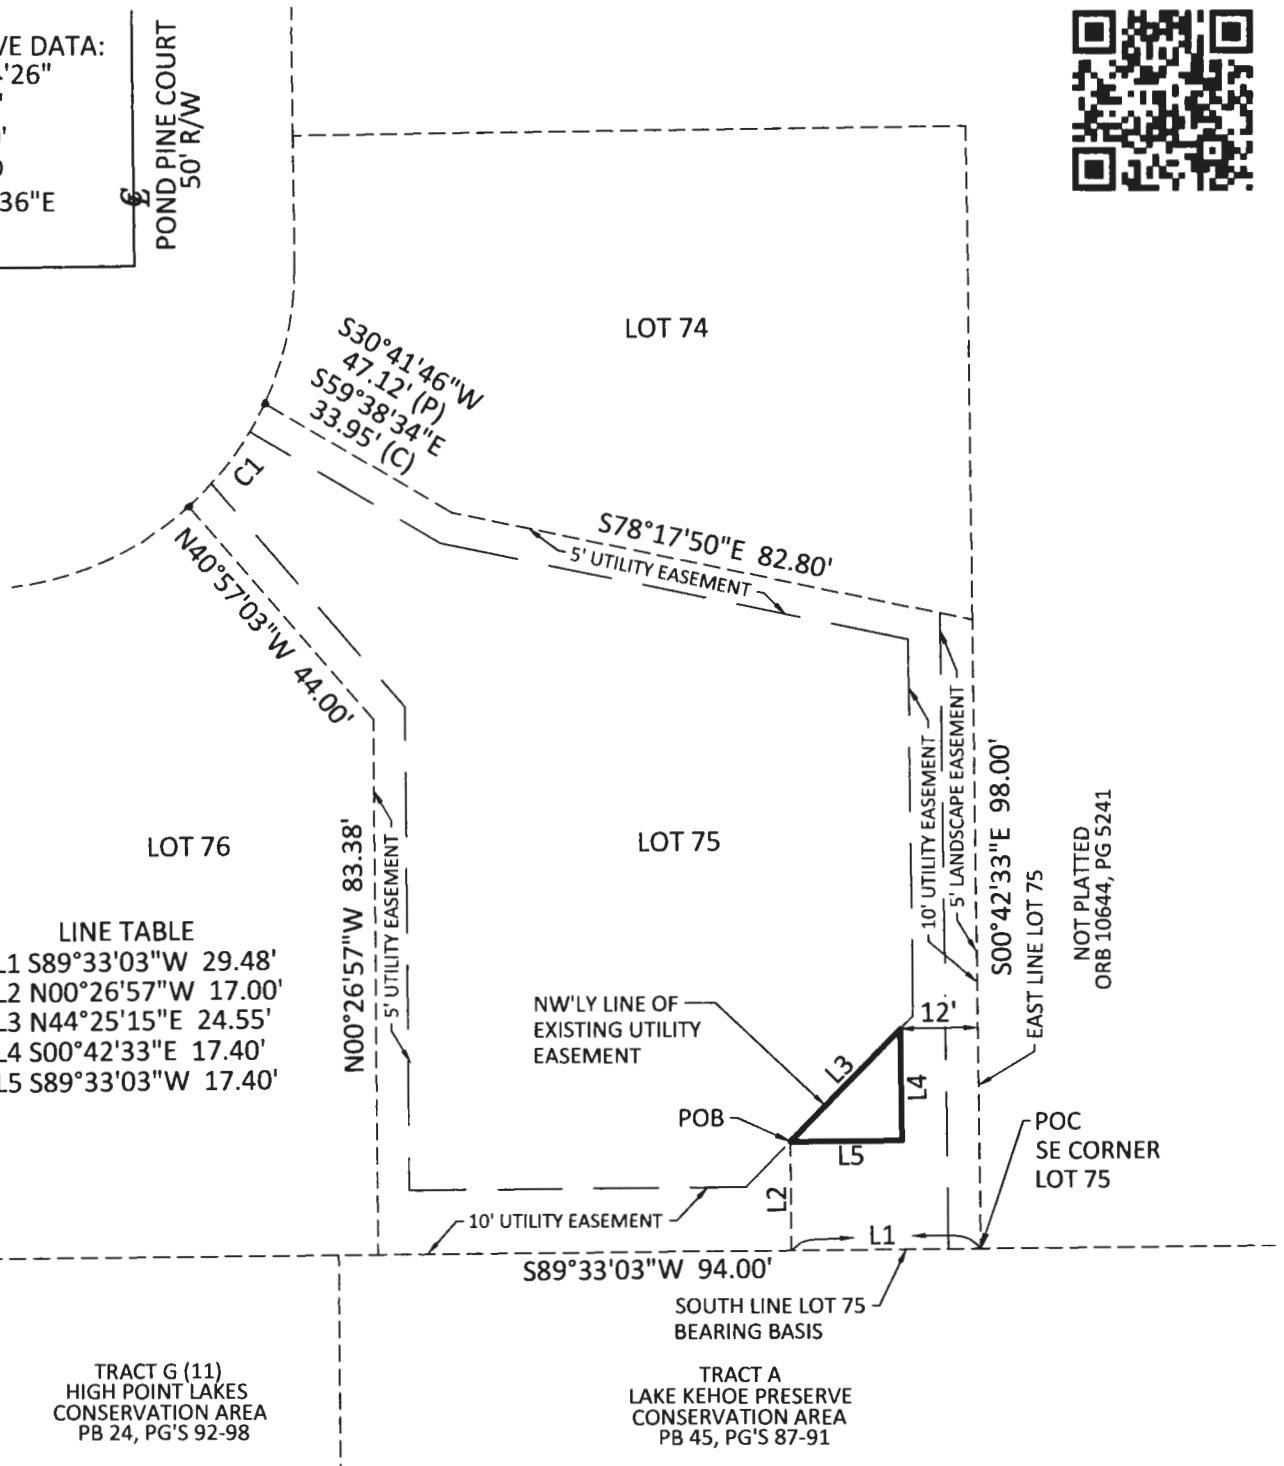 VE DATA:
'26"
'
'
36"E
POND PINE COURT
50' R/W
LOT 74
S30°41'46"W
47.12' (P)
S59°38'34"E
33.95' (C)
C1
S78°17'50"E 82.80'
5' UTILITY EASEMENT
N40°57'03"W 44.00'
LOT 76
LOT 75
N00°26'57"W 83.38'
5' UTILITY EASEMENT
10' UTILITY EASEMENT
5' LANDSCAPE EASEMENT
S00°42'33"E 98.00'
EAST LINE LOT 75
NOT PLATTED
ORB 10644, PG 5241
LINE TABLE
L1 S89°33'03"W 29.48'
L2 N00°26'57"W 17.00'
L3 N44°25'15"E 24.55'
L4 S00°42'33"E 17.40'
L5 S89°33'03"W 17.40'
NW'LY LINE OF
EXISTING UTILITY
EASEMENT
12'
L3
L4
POB
L5
POC
SE CORNER
LOT 75
L2
10' UTILITY EASEMENT
L1
S89°33'03"W 94.00'
SOUTH LINE LOT 75
BEARING BASIS
TRACT G (11)
HIGH POINT LAKES
CONSERVATION AREA
PB 24, PG'S 92-98
TRACT A
LAKE KEHOE PRESERVE
CONSERVATION AREA
PB 45, PG'S 87-91